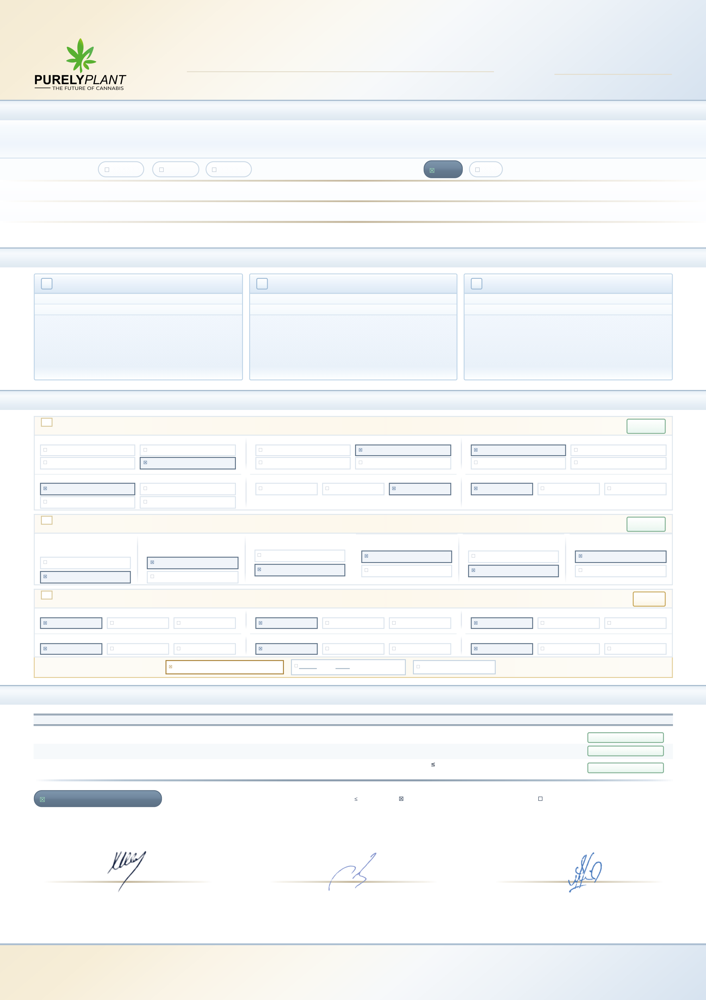 PURELYPLANT
THE FUTURE OF CANNABIS
☐ ☐ ☐ ☒ ☐
☐ ☐ ☐ ☒ ☒ ☐
☐ ☒ ☐ ☐ ☐ ☐
☒ ☐ ☐ ☐ ☒ ☒ ☐ ☐
☐ ☐
☐ ☒ ☐ ☒ ☐ ☒
☒ ☐ ☒ ☐ ☒ ☐
☒ ☐ ☐ ☒ ☐ ☐ ☒ ☐ ☐
☒ ☐ ☐ ☒ ☐ ☐ ☒ ☐ ☐
☒ ☐ ☐
≤
☒ ≤ ☒ ☐